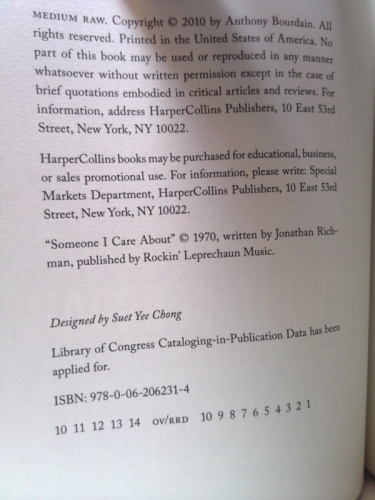 MEDIUM RAW. Copyright © 2010 by Anthony Bourdain. All
rights reserved. Printed in the United States of America. No
part of this book may be used or reproduced in any manner
whatsoever without written permission except in the case of
brief quotations embodied in critical articles and reviews. For
information, address HarperCollins Publishers, 10 East 53rd
Street, New York, NY 10022.
HarperCollins books may be purchased for educational, business,
or sales promotional use. For information, please write: Special
Markets Department, HarperCollins Publishers, 10 East 53rd
Street, New York, NY 10022.
“Someone I Care About” © 1970, written by Jonathan Rich-
man, published by Rockin’ Leprechaun Music.
Designed by Suet Yee Chong
Library of Congress Cataloging-in-Publication Data has been
applied for.
ISBN: 978-0-06-206231-4
10 11 12 13 14 OV/RRD 10 9 8 7 6 5 4 3 2 1